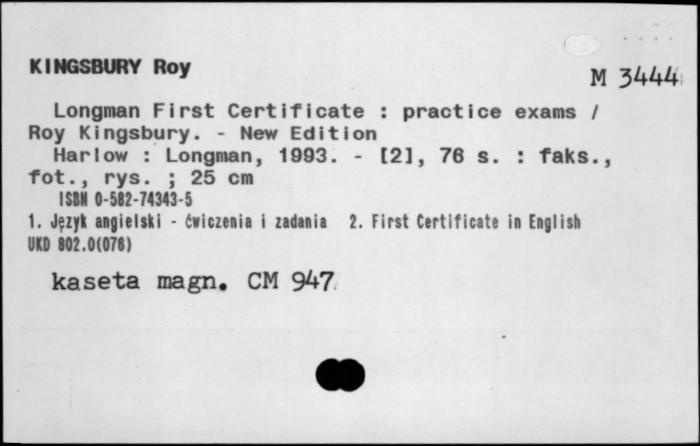 KINGSBURY Roy
M 3444
Longman First Certificate : practice exams /
Roy Kingsbury. - New Edition
Harlow : Longman, 1993. - [2], 76 s. : faks.,
fot., rys. ; 25 cm
ISBN 0-582-74343-5
1. Język angielski - ćwiczenia i zadania 2. First Certificate in English
UKD 802.0(076)
kaseta magn. CM 947